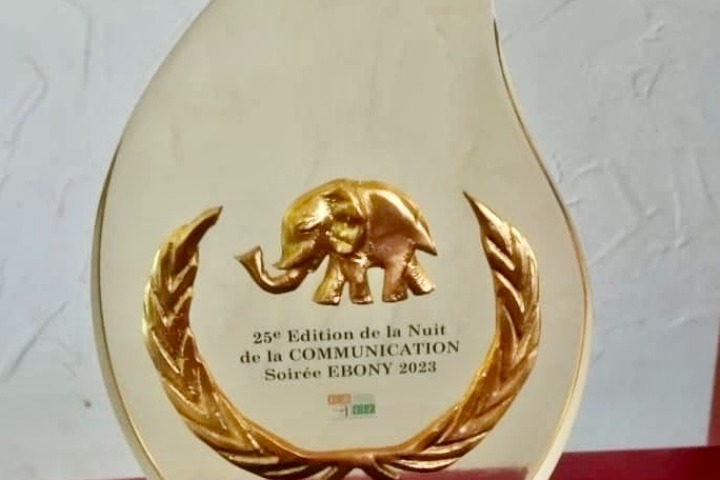 25e Edition de la Nuit
de la COMMUNICATION
Soirée EBONY 2023